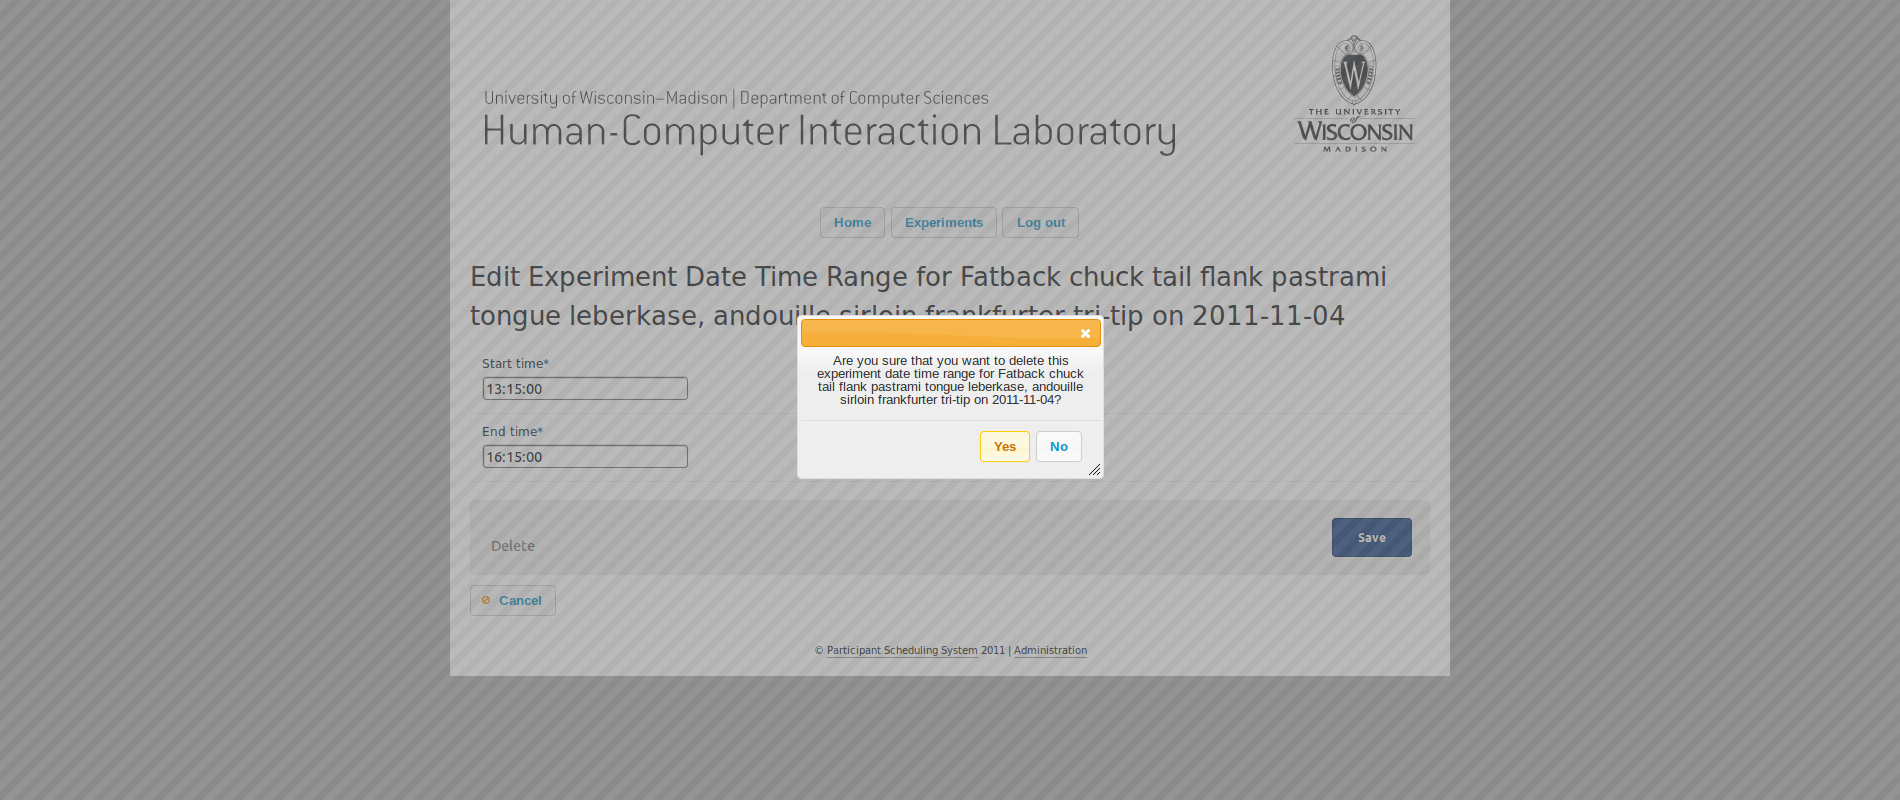 University of Wisconsin–Madison | Department of Computer Sciences
Human-Computer Interaction Laboratory
W
THE UNIVERSITY
of
WISCONSIN
MADISON
Home Experiments Log out
Edit Experiment Date Time Range for Fatback chuck tail flank pastrami
tongue leberkase, andouille sirloin frankfurter tri-tip on 2011-11-04
Are you sure that you want to delete this
experiment date time range for Fatback chuck
tail flank pastrami tongue leberkase, andouille
sirloin frankfurter tri-tip on 2011-11-04?
Yes No
Start time*
13:15:00
End time*
16:15:00
Delete
Save
Cancel
© Participant Scheduling System 2011 | Administration